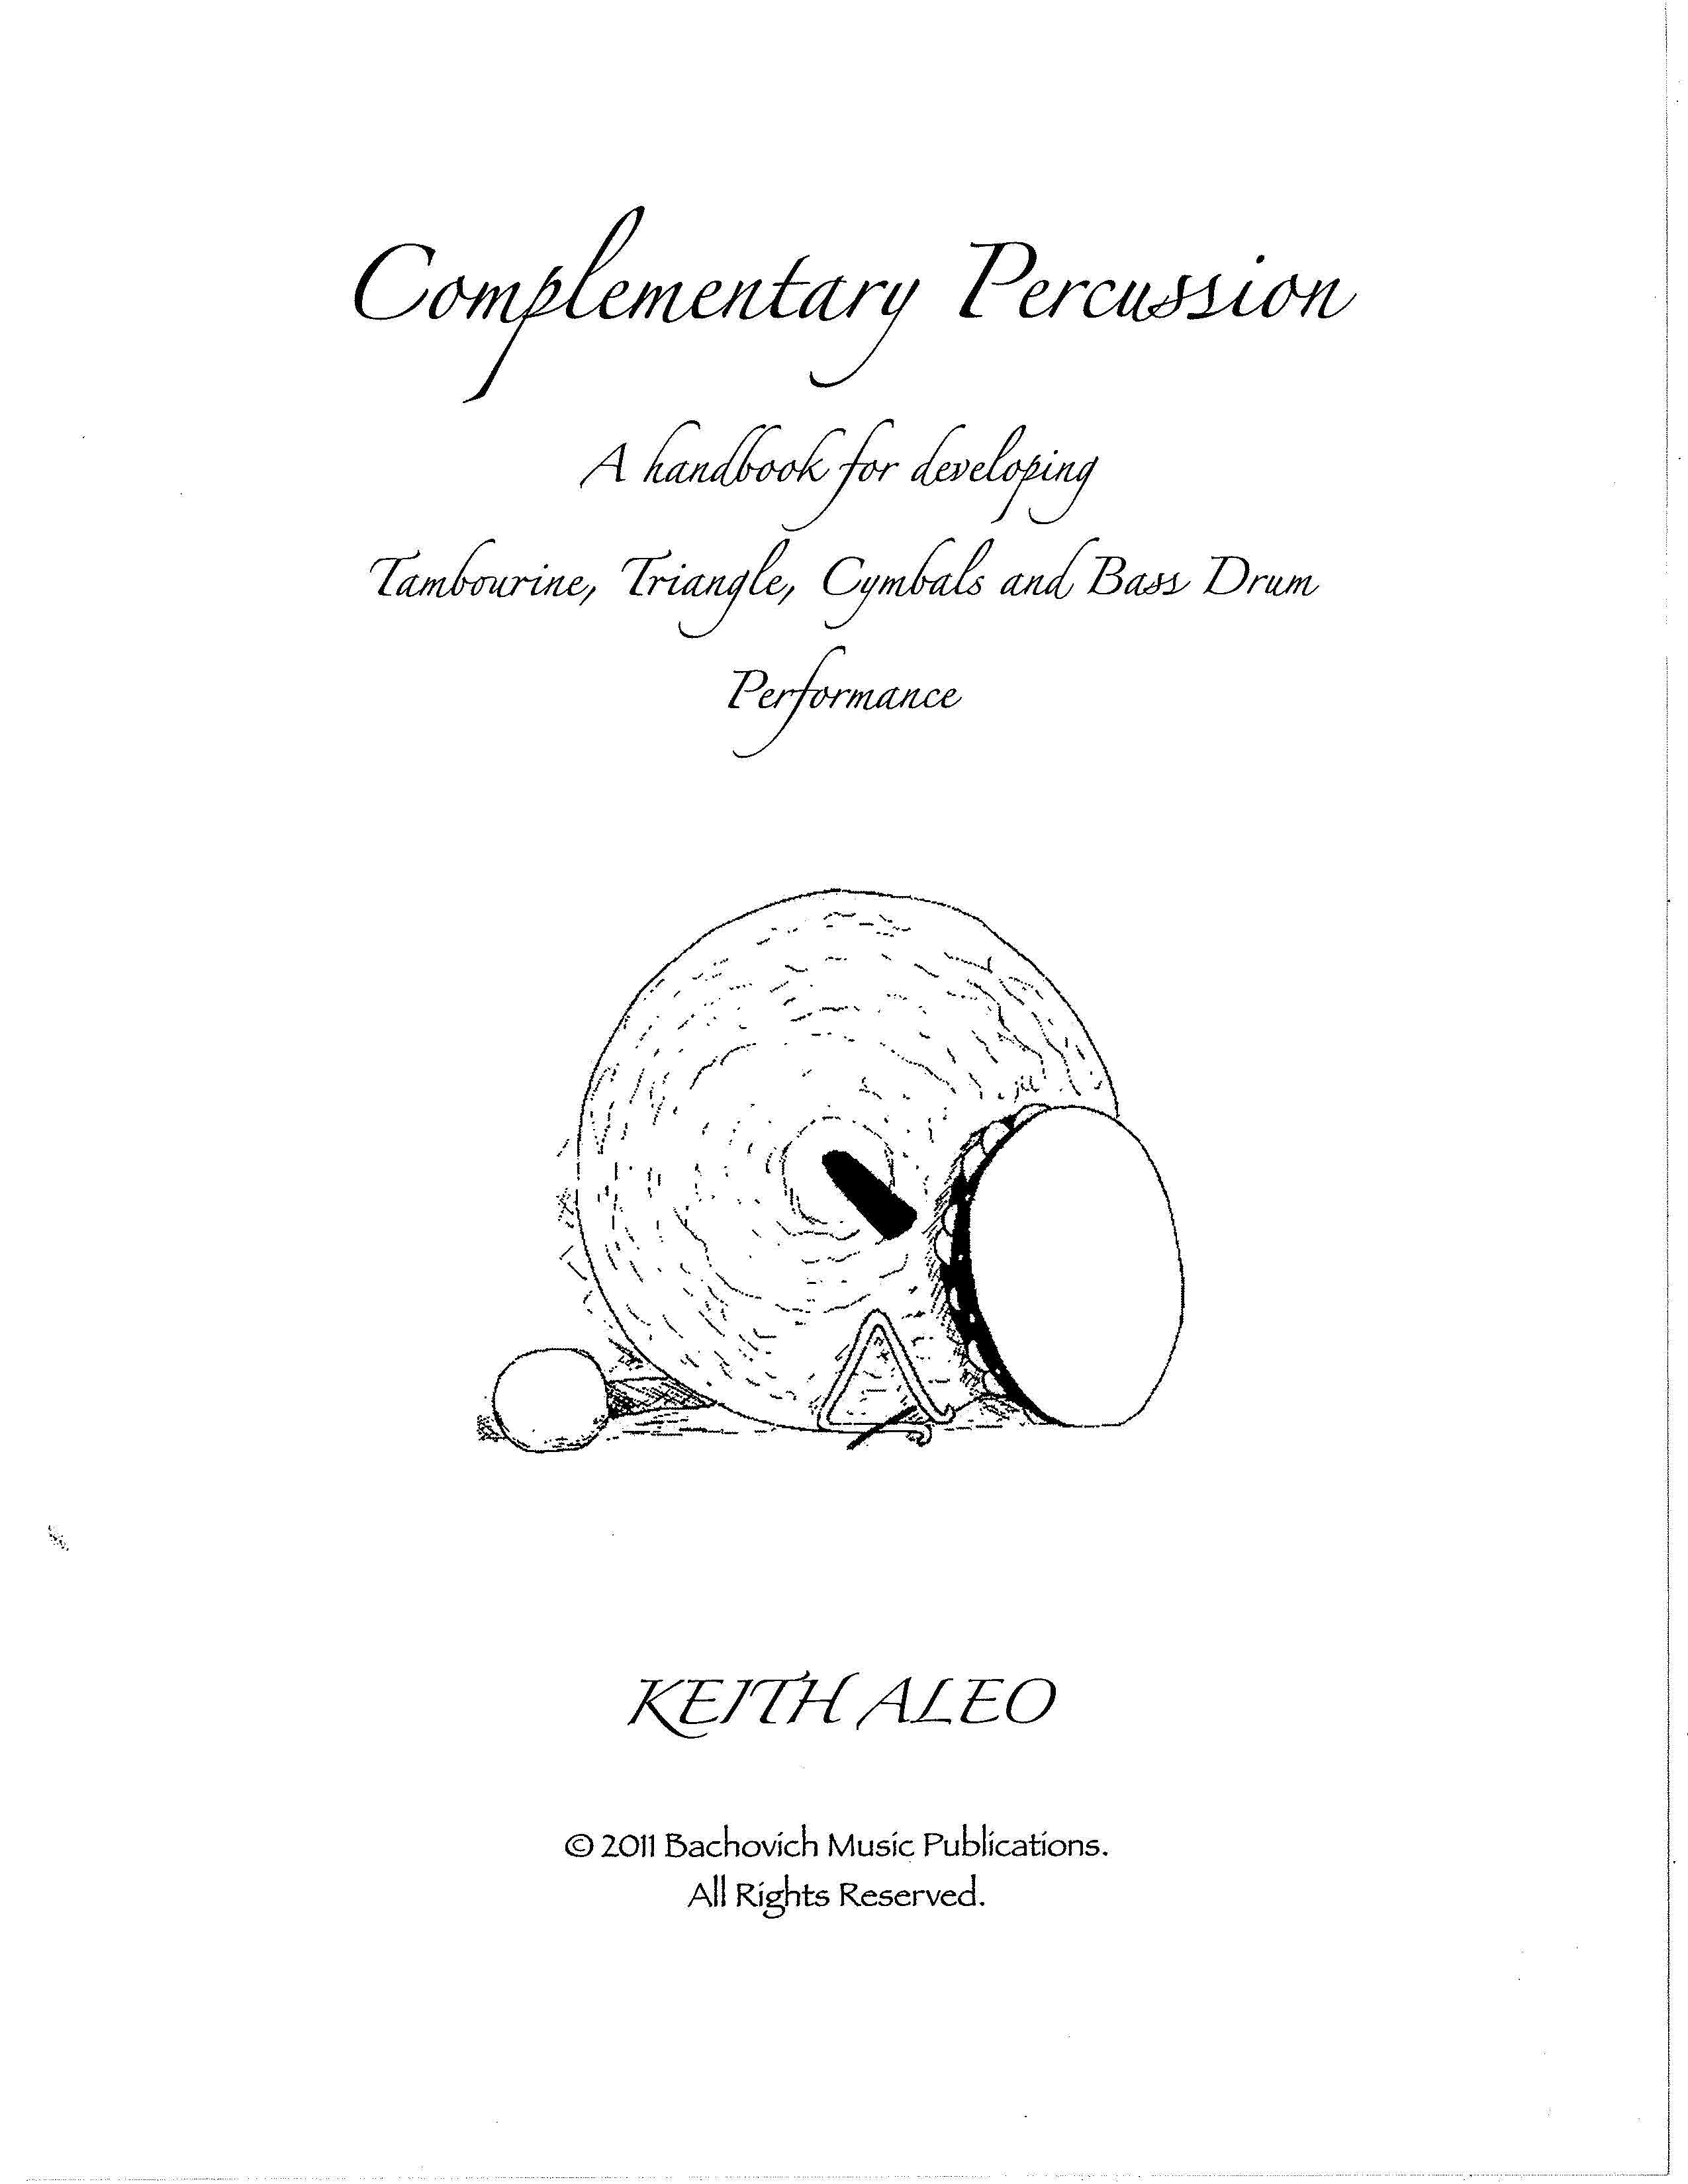 Complementary Percussion
A handbook for developing
Tambourine, Triangle, Cymbals and Bass Drum
Performance
KEITH ALEO
© 2011 Bachovich Music Publications.
All Rights Reserved.